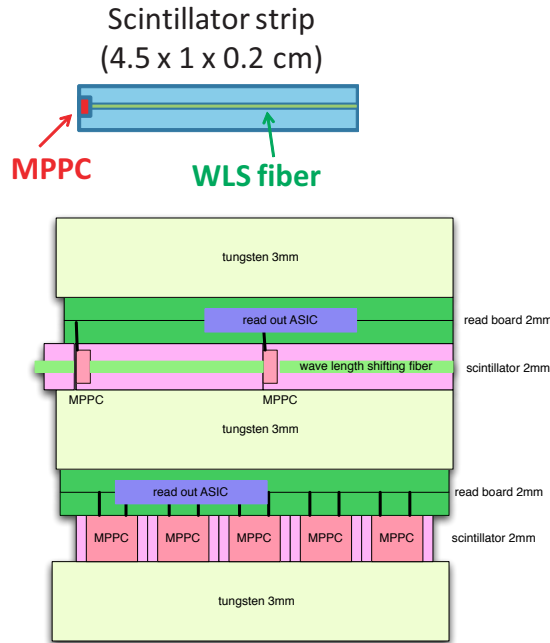 Scintillator strip
(4.5 x 1 x 0.2 cm)
MPPC
WLS fiber
tungsten 3mm
read out ASIC
read board 2mm
wave length shifting fiber
scintillator 2mm
MPPC
MPPC
tungsten 3mm
read out ASIC
read board 2mm
MPPC
MPPC
MPPC
MPPC
MPPC
scintillator 2mm
tungsten 3mm